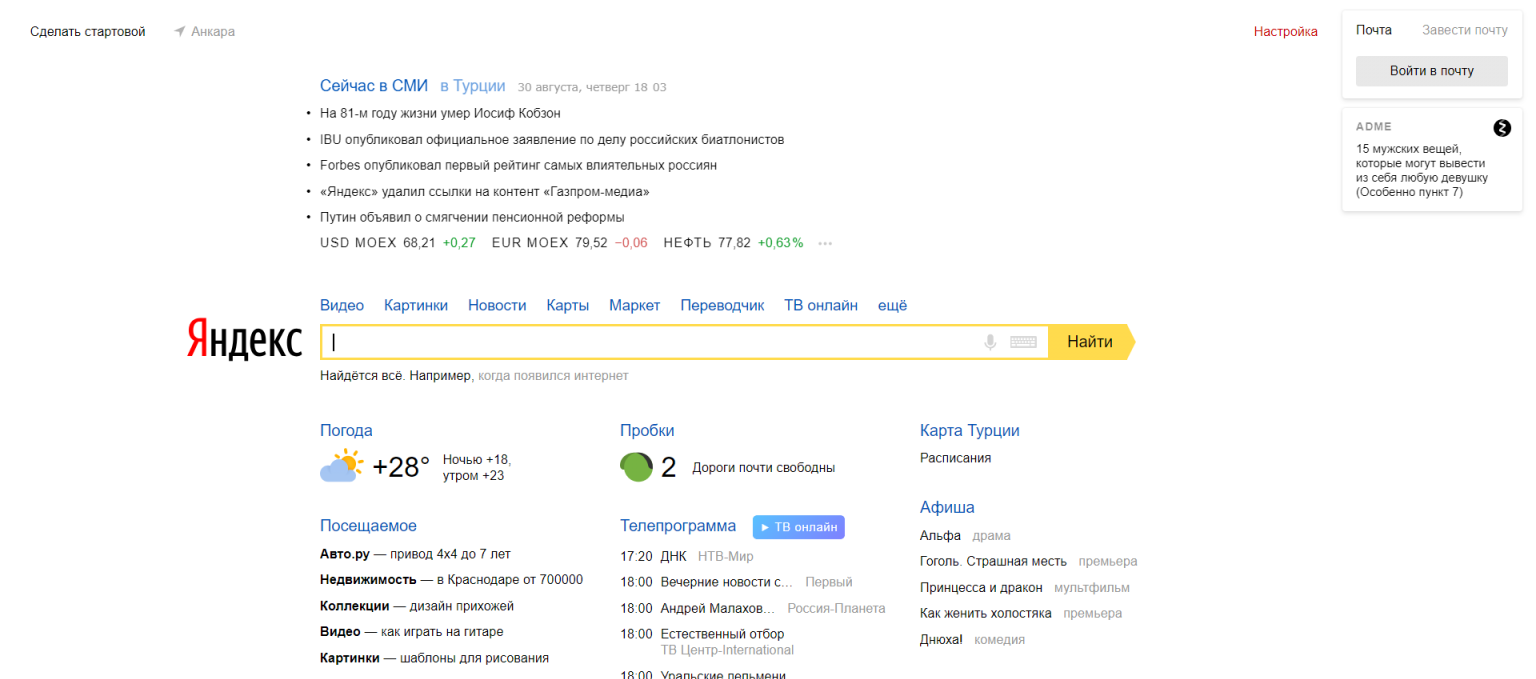 Сделать стартовой
Анкара
Настройка
Почта Завести почту
Войти в почту
ADME
15 мужских вещей,
которые могут вывести
из себя любую девушку
(Особенно пункт 7)
Сейчас в СМИ в Турции 30 августа, четверг 18 03
• На 81-м году жизни умер Иосиф Кобзон
• IBU опубликовал официальное заявление по делу российских биатлонистов
• Forbes опубликовал первый рейтинг самых влиятельных россиян
• «Яндекс» удалил ссылки на контент «Газпром-медиа»
• Путин объявил о смягчении пенсионной реформы
USD MOEX 68,21 +0,27 EUR MOEX 79,52 −0,06 НЕФТЬ 77,82 +0,63% •••
Видео Картинки Новости Карты Маркет Переводчик ТВ онлайн ещё
Яндекс
Найти
Найдётся всё. Например, когда появился интернет
Погода
+28°
Ночью +18,
утром +23
Пробки
2 Дороги почти свободны
Карта Турции
Расписания
Посещаемое
Авто.ру — привод 4х4 до 7 лет
Недвижимость — в Краснодаре от 700000
Коллекции — дизайн прихожей
Видео — как играть на гитаре
Картинки — шаблоны для рисования
Телепрограмма ТВ онлайн
17:20 ДНК НТВ-Мир
18:00 Вечерние новости с... Первый
18:00 Андрей Малахов... Россия-Планета
18:00 Естественный отбор
ТВ Центр-International
18:00 Уральские пельмени
Афиша
Альфа драма
Гоголь. Страшная месть премьера
Принцесса и дракон мультфильм
Как женить холостяка премьера
Днюха! комедия